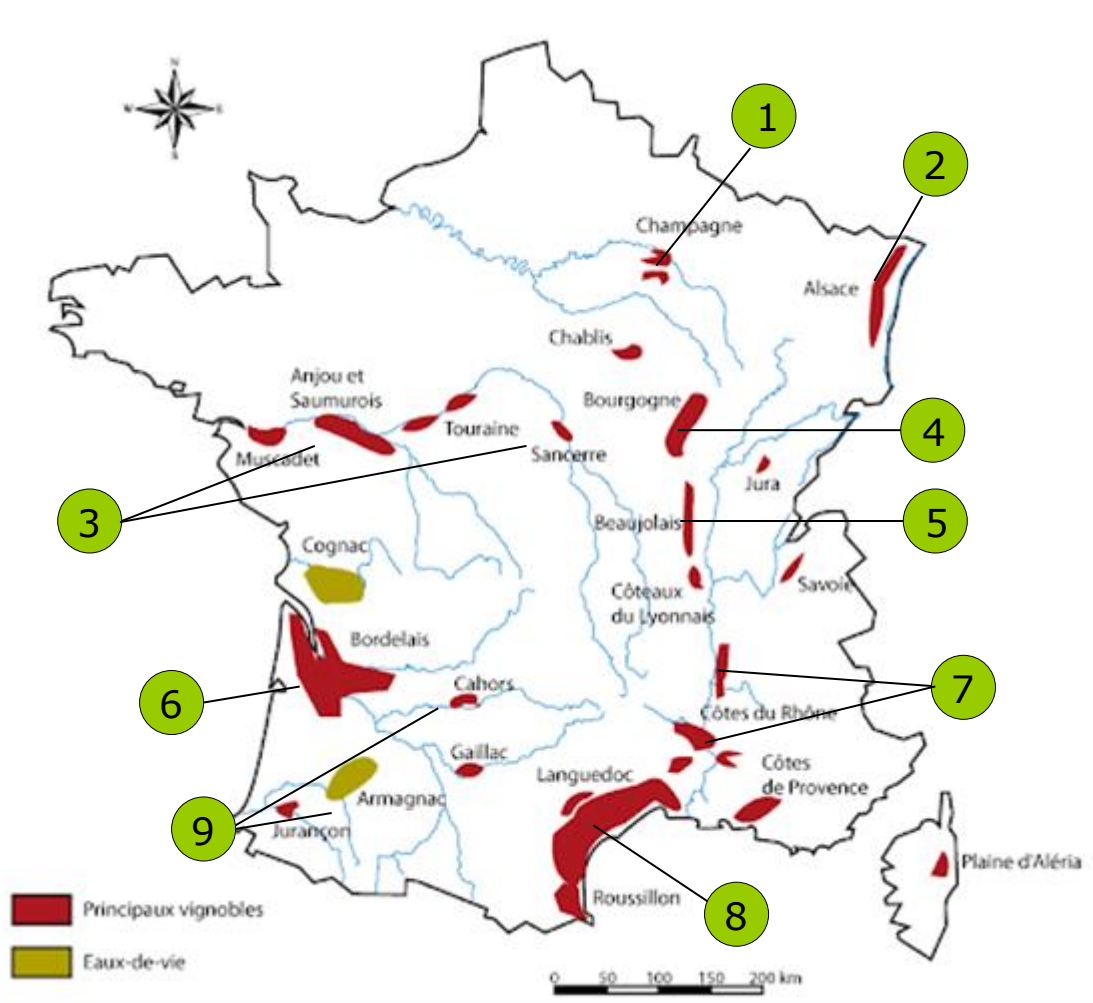 N
W
E
S
1
2
Champagne
Alsace
Chablis
Anjou et
Saumurois
Bourgogne
Touraine
4
Muscadet
Sancerre
Jura
3
Beaujolais
5
Cognac
Savoie
Côteaux
du Lyonnais
Bordelais
6
Cahors
7
Côtes du Rhône
Gaillac
Languedoc
Côtes
de Provence
Armagnac
9
Jurançon
Plaine d'Aléria
Roussillon
8
Principaux vignobles
Eaux-de-vie
0 50 100 150 200 km